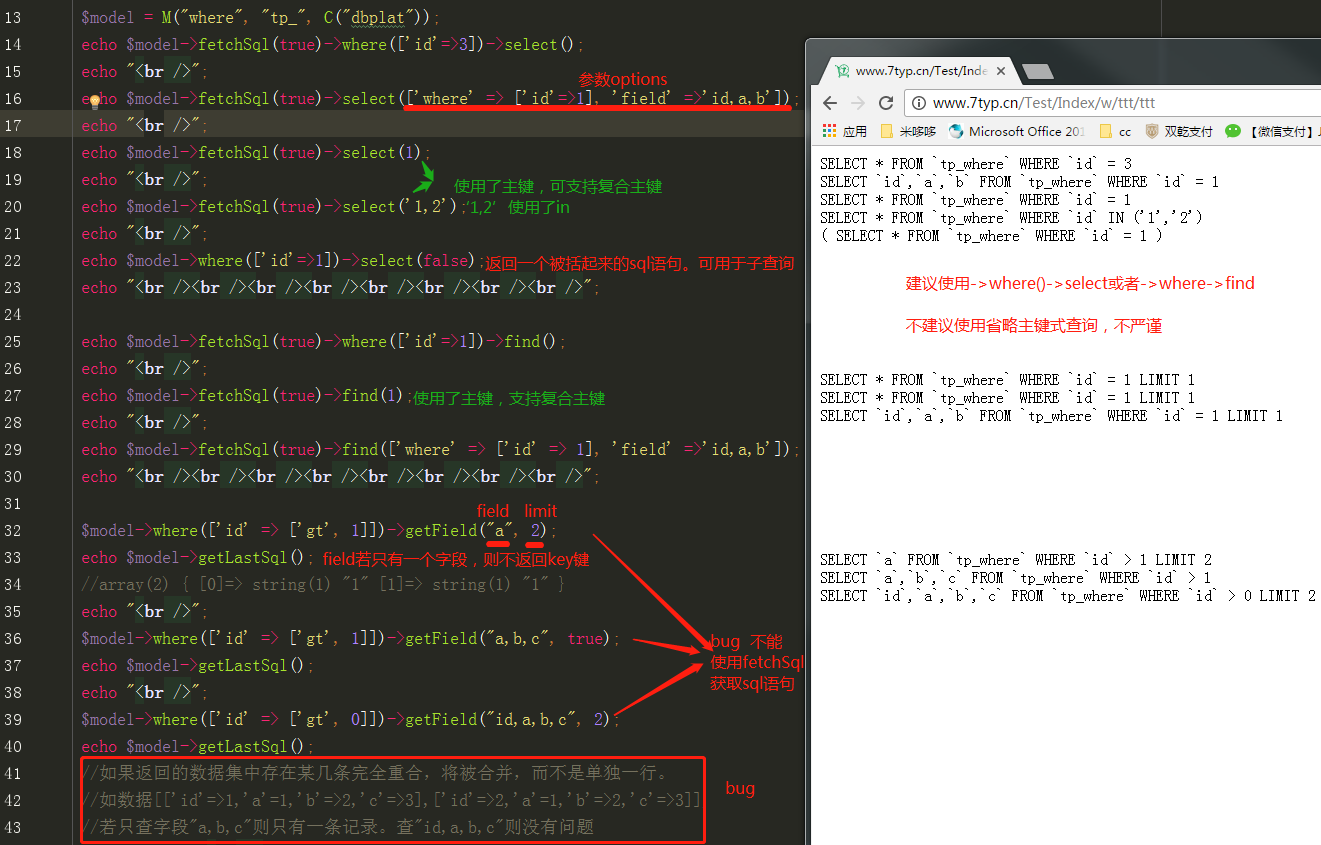 13 $model = M("where", "tp_", C("dbplat"));
14 echo $model->fetchSql(true)->where(['id'=>3])->select();
15 echo "<br />";
参数options
16 echo $model->fetchSql(true)->select(['where' => ['id'=>1], 'field' =>'id,a,b']);
17 echo "<br />";
18 echo $model->fetchSql(true)->select(1);
19 echo "<br />"; 使用了主键，可支持复合主键
20 echo $model->fetchSql(true)->select('1,2'); '1,2' 使用了in
21 echo "<br />";
22 echo $model->where(['id'=>1])->select(false); 返回一个被括起来的sql语句。可用于子查询
23 echo "<br /><br /><br /><br /><br /><br /><br /><br />";
24
25 echo $model->fetchSql(true)->where(['id'=>1])->find();
26 echo "<br />";
27 echo $model->fetchSql(true)->find(1); 使用了主键，支持复合主键
28 echo "<br />";
29 echo $model->fetchSql(true)->find(['where' => ['id' => 1], 'field' =>'id,a,b']);
30 echo "<br /><br /><br /><br /><br /><br /><br /><br />";
31
field limit
32 $model->where(['id' => ['gt', 1]])->getField("a", 2);
33 echo $model->getLastSql(); field若只有一个字段，则不返回key键
34 //array(2) { [0]=> string(1) "1" [1]=> string(1) "1" }
35 echo "<br />";
36 $model->where(['id' => ['gt', 1]])->getField("a,b,c", true);
37 echo $model->getLastSql();
38 echo "<br />";
39 $model->where(['id' => ['gt', 0]])->getField("id,a,b,c", 2);
40 echo $model->getLastSql();
41 //如果返回的数据集中存在某几条完全重合，将被合并，而不是单独一行。
42 //如数据[['id'=>1,'a'=1,'b'=>2,'c'=>3],['id'=>2,'a'=1,'b'=>2,'c'=>3]]
43 //若只查字段"a,b,c"则只有一条记录。查"id,a,b,c"则没有问题
bug 不能
使用fetchSql
获取sql语句
bug
www.7typ.cn/Test/Inde
www.7typ.cn/Test/Index/w/ttt/ttt
应用 米哆哆 Microsoft Office 201 cc 双乾支付 【微信支付】
SELECT * FROM `tp_where` WHERE `id` = 3
SELECT `id`,`a`,`b` FROM `tp_where` WHERE `id` = 1
SELECT * FROM `tp_where` WHERE `id` = 1
SELECT * FROM `tp_where` WHERE `id` IN ('1','2')
( SELECT * FROM `tp_where` WHERE `id` = 1 )
建议使用->where()->select或者->where->find
不建议使用省略主键式查询，不严谨
SELECT * FROM `tp_where` WHERE `id` = 1 LIMIT 1
SELECT * FROM `tp_where` WHERE `id` = 1 LIMIT 1
SELECT `id`,`a`,`b` FROM `tp_where` WHERE `id` = 1 LIMIT 1
SELECT `a` FROM `tp_where` WHERE `id` > 1 LIMIT 2
SELECT `a`,`b`,`c` FROM `tp_where` WHERE `id` > 1
SELECT `id`,`a`,`b`,`c` FROM `tp_where` WHERE `id` > 0 LIMIT 2